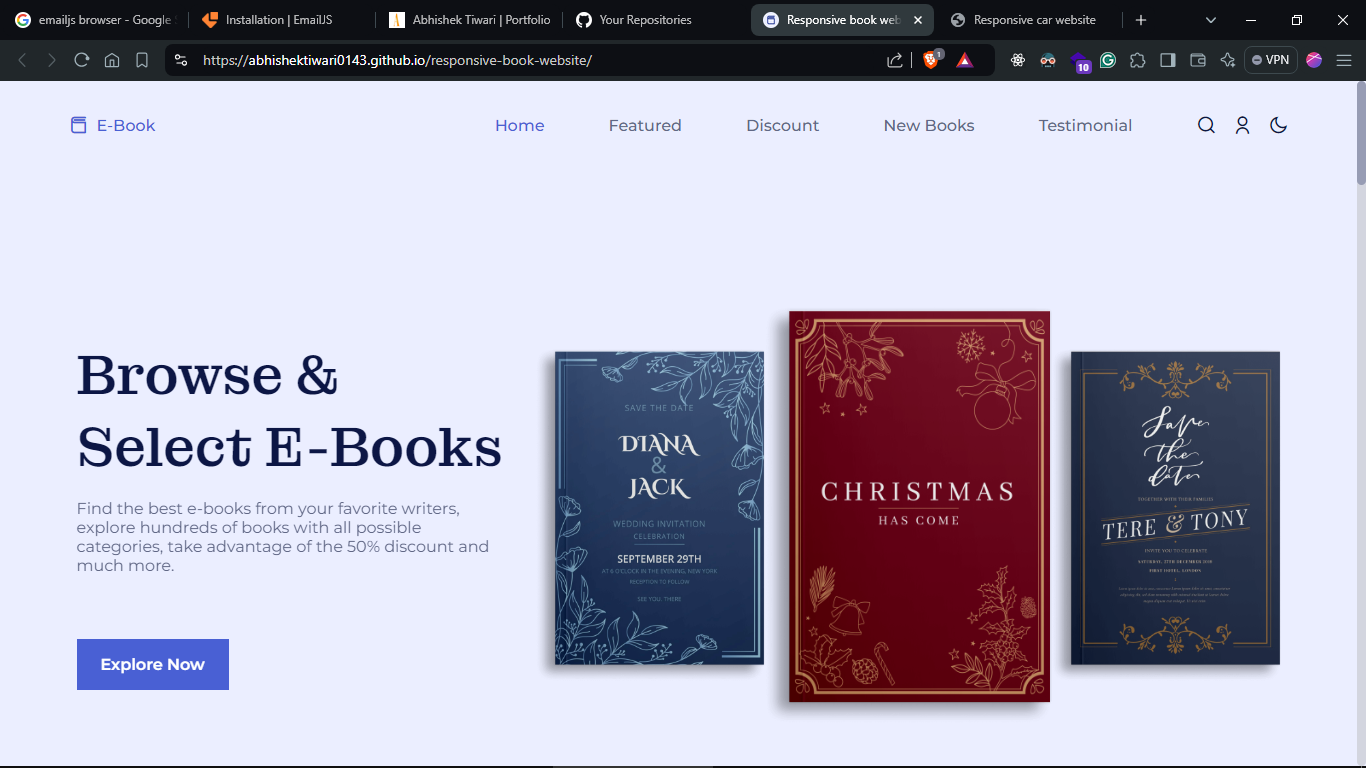 emailjs browser - Google S
Installation | EmailJS
Abhishek Tiwari | Portfolio
Your Repositories
Responsive book web
Responsive car website
https://abhishektiwari0143.github.io/responsive-book-website/
1
10
VPN
E-Book
Home
Featured
Discount
New Books
Testimonial
Browse &
Select E-Books
Find the best e-books from your favorite writers,
explore hundreds of books with all possible
categories, take advantage of the 50% discount and
much more.
Explore Now
SAVE THE DATE
DIANA
&
JACK
WEDDING INVITATION
CELEBRATION
SEPTEMBER 29TH
AT 6 O'CLOCK IN THE EVENING, NEW YORK
RECEPTION TO FOLLOW
SEE YOU THERE
CHRISTMAS
HAS COME
Save
the
date
TOGETHER WITH THEIR FAMILIES
TERE & TONY
INVITE YOU TO CELEBRATE